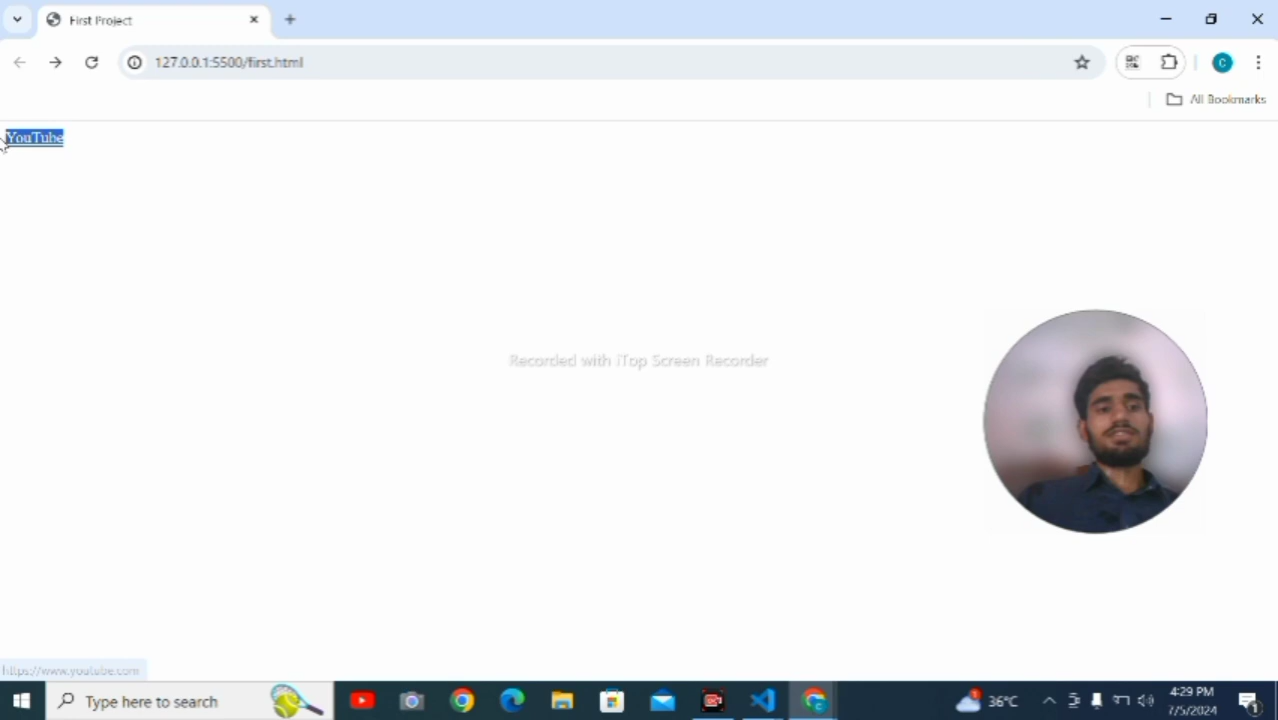 First Project
127.0.0.1:5500/first.html
C
All Bookmarks
YouTube
Recorded with iTop Screen Recorder
https://www.youtube.com
Type here to search
36°C
4:29 PM
7/5/2024